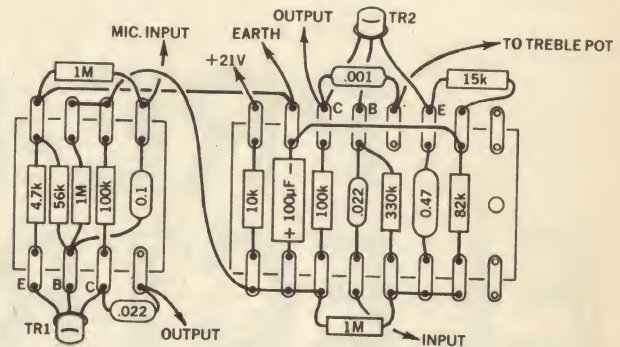 OUTPUT
TR2
MIC. INPUT
EARTH
+21V
TO TREBLE POT
1M
.001
15k
C
B
E
4.7k
56k
1M
100k
0.1
10k
+ 100µF -
100k
.022
330k
0.47
82k
E
B
C
.022
TR1
OUTPUT
1M
INPUT